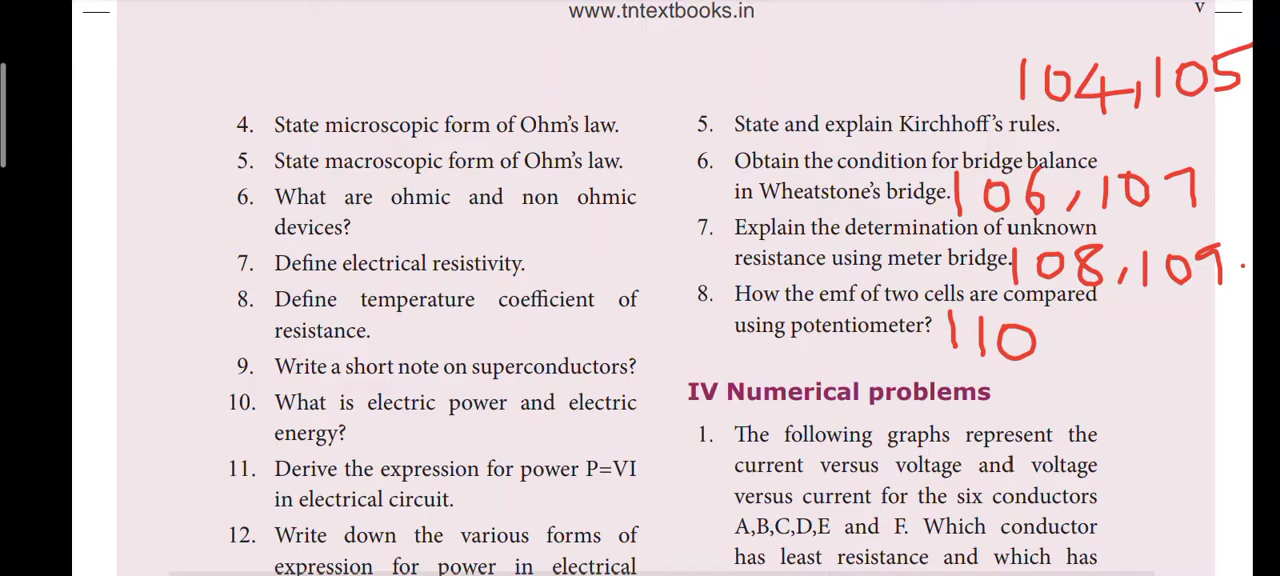 www.tntextbooks.in
v
104,105
4. State microscopic form of Ohm's law.
5. State macroscopic form of Ohm's law.
6. What are ohmic and non ohmic
devices?
7. Define electrical resistivity.
8. Define temperature coefficient of
resistance.
9. Write a short note on superconductors?
10. What is electric power and electric
energy?
11. Derive the expression for power P=VI
in electrical circuit.
12. Write down the various forms of
expression for power in electrical
5. State and explain Kirchhoff's rules.
6. Obtain the condition for bridge balance
in Wheatstone's bridge. 106,107
7. Explain the determination of unknown
resistance using meter bridge. 108,109.
8. How the emf of two cells are compared
using potentiometer? 110
IV Numerical problems
1. The following graphs represent the
current versus voltage and voltage
versus current for the six conductors
A,B,C,D,E and F. Which conductor
has least resistance and which has